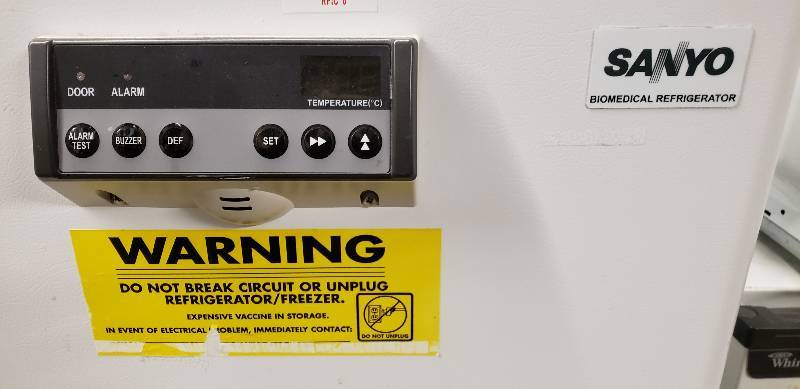 DOOR ALARM
TEMPERATURE(°C)
ALARM TEST
BUZZER
DEF
SET
SANYO
BIOMEDICAL REFRIGERATOR
WARNING
DO NOT BREAK CIRCUIT OR UNPLUG
REFRIGERATOR/FREEZER.
EXPENSIVE VACCINE IN STORAGE.
IN EVENT OF ELECTRICAL PROBLEM, IMMEDIATELY CONTACT:
DO NOT UNPLUG